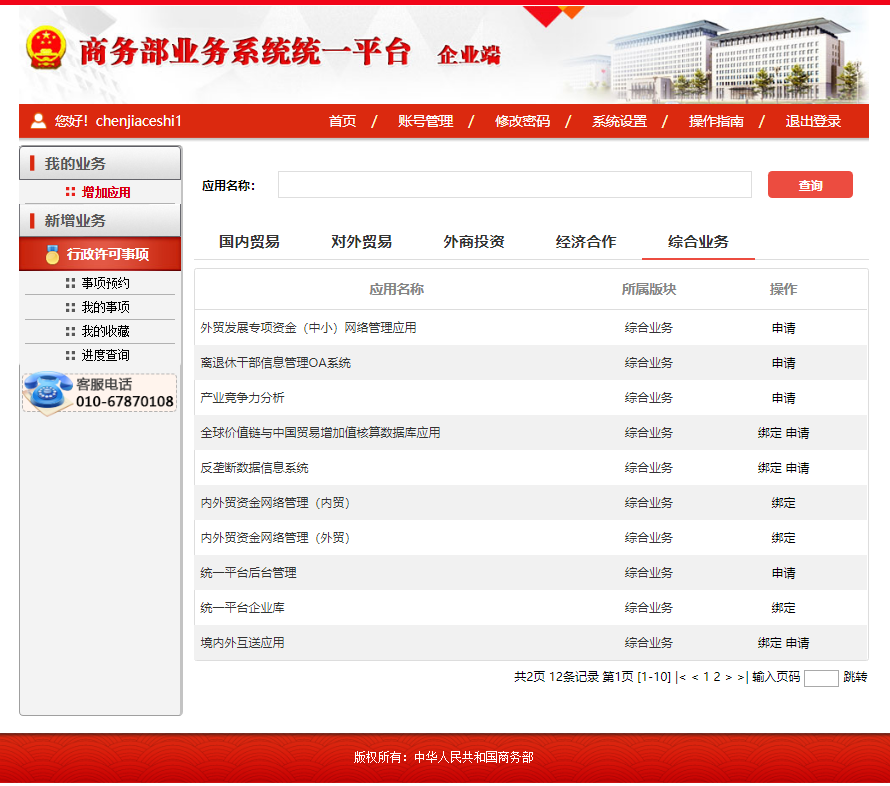 商务部业务系统统一平台 企业端
您好！chenjiaceshi1 首页 / 账号管理 / 修改密码 / 系统设置 / 操作指南 / 退出登录
我的业务
增加应用
新增业务
行政许可事项
事项预约
我的事项
我的收藏
进度查询
客服电话
010-67870108
应用名称： 查询
国内贸易 对外贸易 外商投资 经济合作 综合业务
应用名称 所属版块 操作
外贸发展专项资金（中小）网络管理应用 综合业务 申请
离退休干部信息管理OA系统 综合业务 申请
产业竞争力分析 综合业务 申请
全球价值链与中国贸易增加值核算数据库应用 综合业务 绑定 申请
反垄断数据信息系统 综合业务 绑定 申请
内外贸资金网络管理（内贸） 综合业务 绑定
内外贸资金网络管理（外贸） 综合业务 绑定
统一平台后台管理 综合业务 申请
统一平台企业库 综合业务 绑定
境内外互送应用 综合业务 绑定 申请
共2页 12条记录 第1页 [1-10] |< < 1 2 > >| 输入页码 跳转
版权所有：中华人民共和国商务部